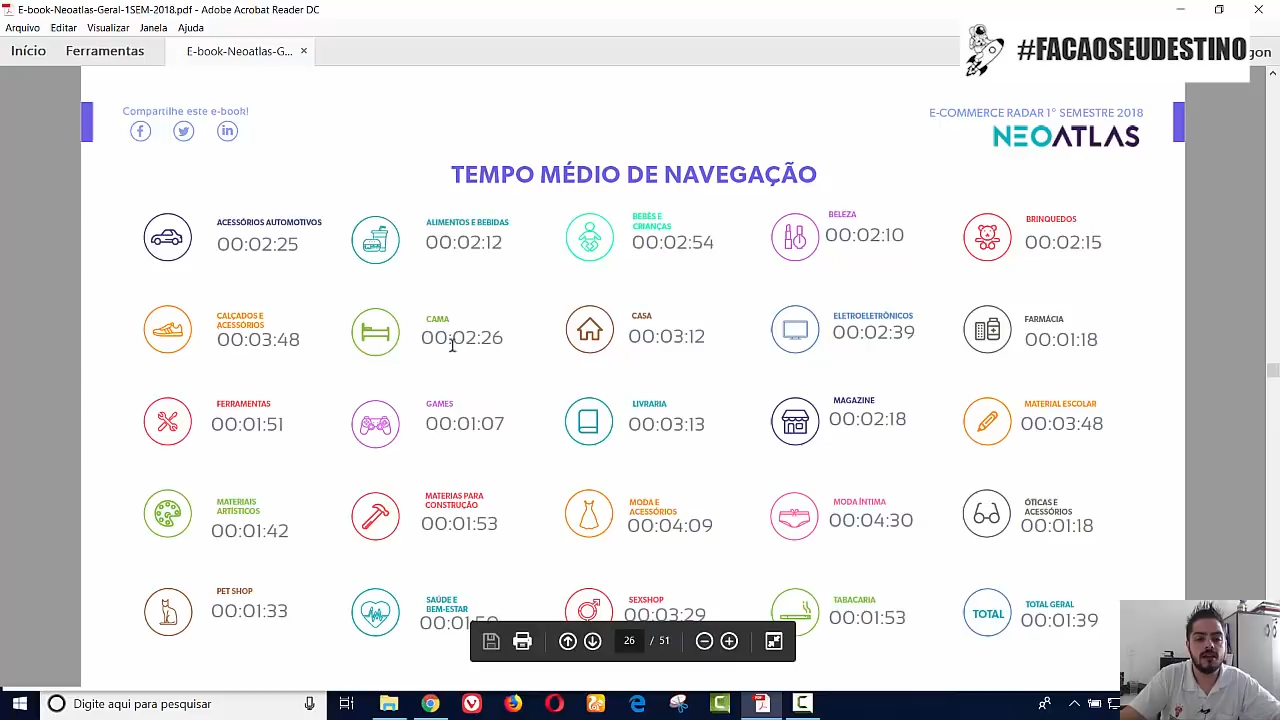 E-book-Neoatlas-Geral-1SEM-2018.pdf - Adobe Acrobat Reader DC
Arquivo Editar Visualizar Janela Ajuda
Início Ferramentas E-book-Neoatlas-G... ×
#FACAOSEUDESTINO
Compartilhe este e-book!
E-COMMERCE RADAR 1° SEMESTRE 2018
NEOATLAS
TEMPO MÉDIO DE NAVEGAÇÃO
ACESSÓRIOS AUTOMOTIVOS
00:02:25
ALIMENTOS E BEBIDAS
00:02:12
BEBÊS E
CRIANÇAS
00:02:54
BELEZA
00:02:10
BRINQUEDOS
00:02:15
CALÇADOS E
ACESSÓRIOS
00:03:48
CAMA
00:02:26
CASA
00:03:12
ELETROELETRÔNICOS
00:02:39
FARMÁCIA
00:01:18
FERRAMENTAS
00:01:51
GAMES
00:01:07
LIVRARIA
00:03:13
MAGAZINE
00:02:18
MATERIAL ESCOLAR
00:03:48
MATERIAIS
ARTÍSTICOS
00:01:42
MATERIAS PARA
CONSTRUÇÃO
00:01:53
MODA E
ACESSÓRIOS
00:04:09
MODA ÍNTIMA
00:04:30
ÓTICAS E
ACESSÓRIOS
00:01:18
PET SHOP
00:01:33
SAÚDE E
BEM-ESTAR
SEXSHOP
00:03:29
TABACARIA
00:01:53
TOTAL
TOTAL GERAL
00:01:39
26 / 51
Digite aqui para pesquisar